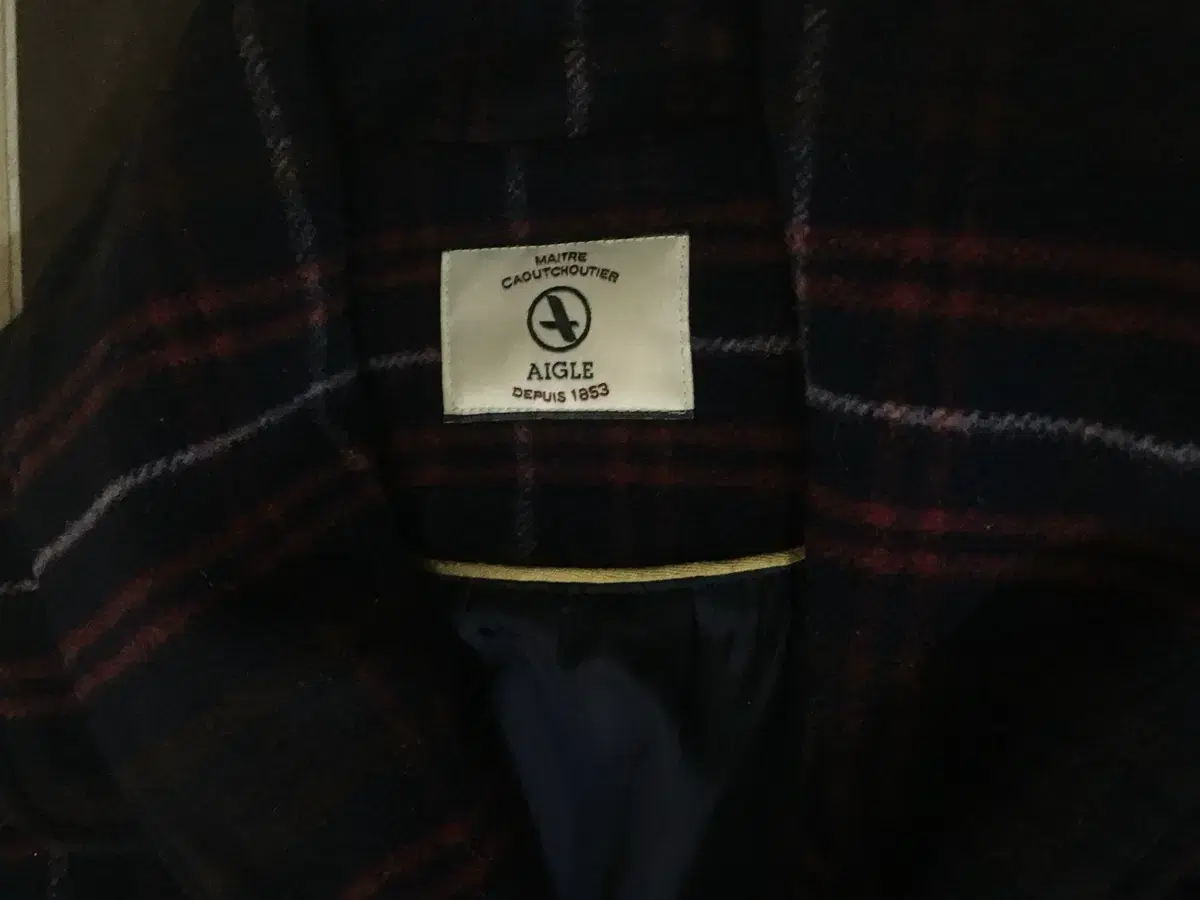 MAITRE
CAOUTCHOUTIER
AIGLE
DEPUIS 1853